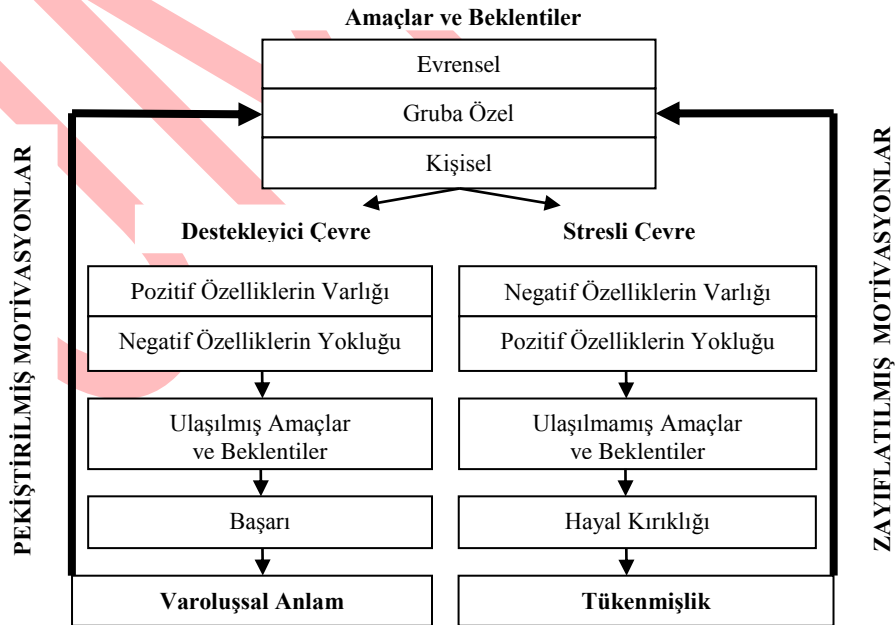 Amaçlar ve Beklentiler
Evrensel
Gruba Özel
Kişisel
Destekleyici Çevre
Stresli Çevre
Pozitif Özelliklerin Varlığı
Negatif Özelliklerin Varlığı
Negatif Özelliklerin Yokluğu
Pozitif Özelliklerin Yokluğu
Ulaşılmış Amaçlar
ve Beklentiler
Ulaşılmamış Amaçlar
ve Beklentiler
Başarı
Hayal Kırıklığı
Varoluşsal Anlam
Tükenmişlik
PEKİŞTİRİLMİŞ MOTİVASYONLAR
ZAYIFLATILMIŞ MOTİVASYONLAR